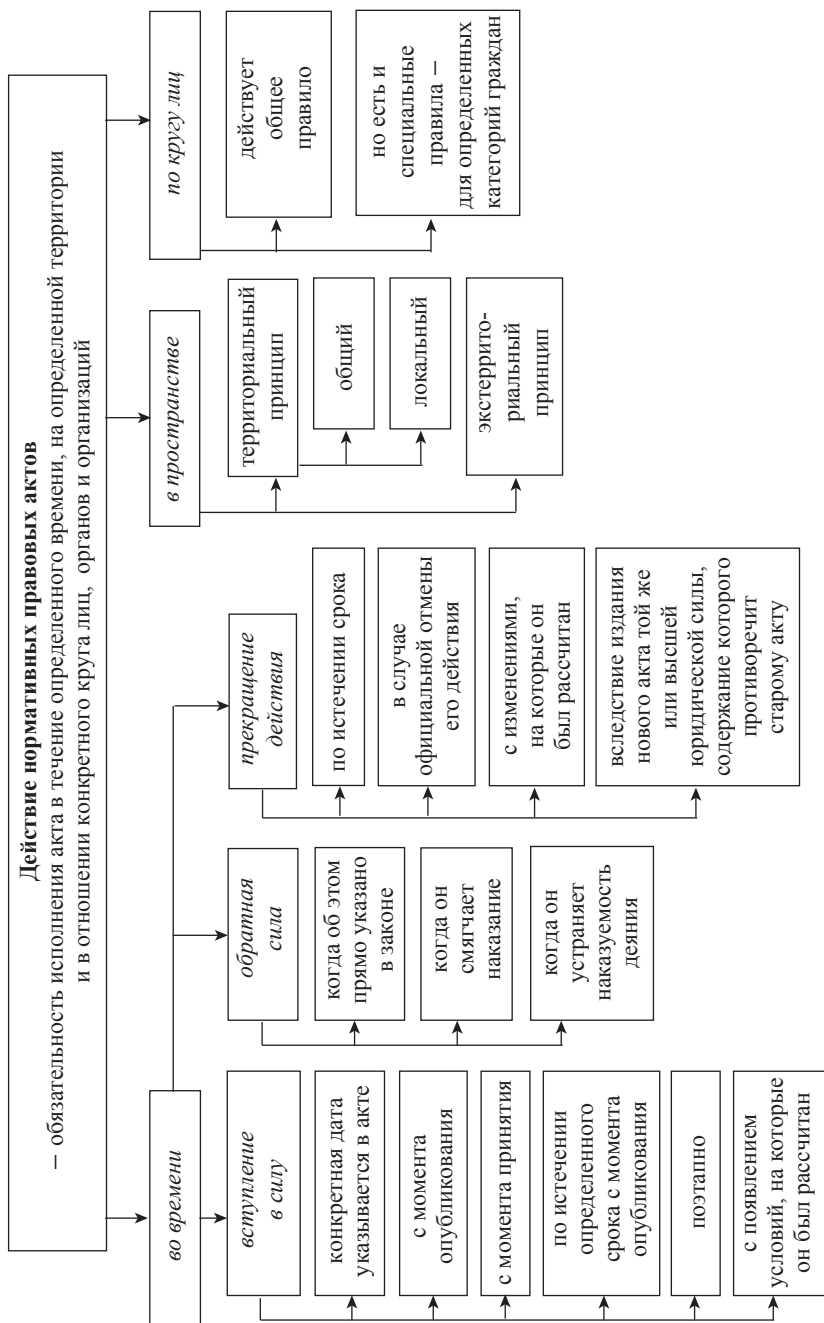 Действие нормативных правовых актов
– обязательность исполнения акта в течение определенного времени, на определенной территории
и в отношении конкретного круга лиц, органов и организаций
во времени
вступление
в силу
конкретная дата
указывается в акте
с момента
опубликования
с момента принятия
по истечении
определенного
срока с момента
опубликования
поэтапно
с появлением
условий, на которые
он был рассчитан
обратная
сила
когда об этом
прямо указано
в законе
когда он
смягчает
наказание
когда он
устраняет
наказуемость
деяния
прекращение
действия
по истечении срока
в случае
официальной отмены
его действия
с изменениями,
на которые он
был рассчитан
вследствие издания
нового акта той же
или высшей
юридической силы,
содержание которого
противоречит
старому акту
в пространстве
территориальный
принцип
общий
локальный
экстеррито-
риальный
принцип
по кругу лиц
действует
общее
правило
но есть и
специальные
правила –
для определенных
категорий граждан